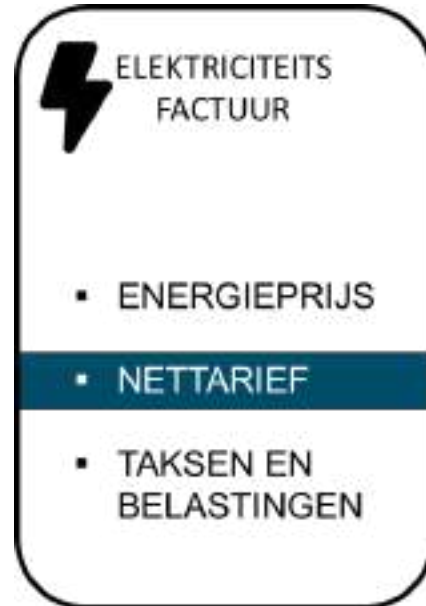 ELEKTRICITEITS
FACTUUR
▪ ENERGIEPRIJS
▪ NETTARIEF
▪ TAKSEN EN
BELASTINGEN